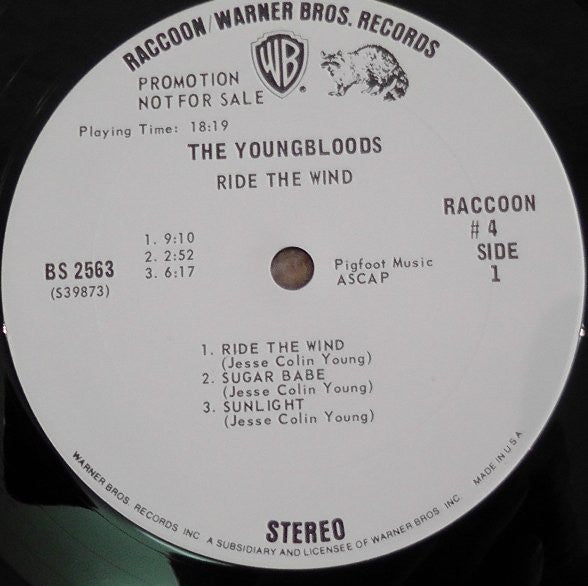 RACCOON/WARNER BROS. RECORDS
WB
®
PROMOTION
NOT FOR SALE
Playing Time: 18:19
THE YOUNGBLOODS
RIDE THE WIND
RACCOON
# 4
SIDE
1
1. 9:10
2. 2:52
3. 6:17
BS 2563
(S39873)
Pigfoot Music
ASCAP
1. RIDE THE WIND
(Jesse Colin Young)
2. SUGAR BABE
(Jesse Colin Young)
3. SUNLIGHT
(Jesse Colin Young)
STEREO
WARNER BROS. RECORDS INC. A SUBSIDIARY AND LICENSEE OF WARNER BROS. INC. MADE IN U.S.A.